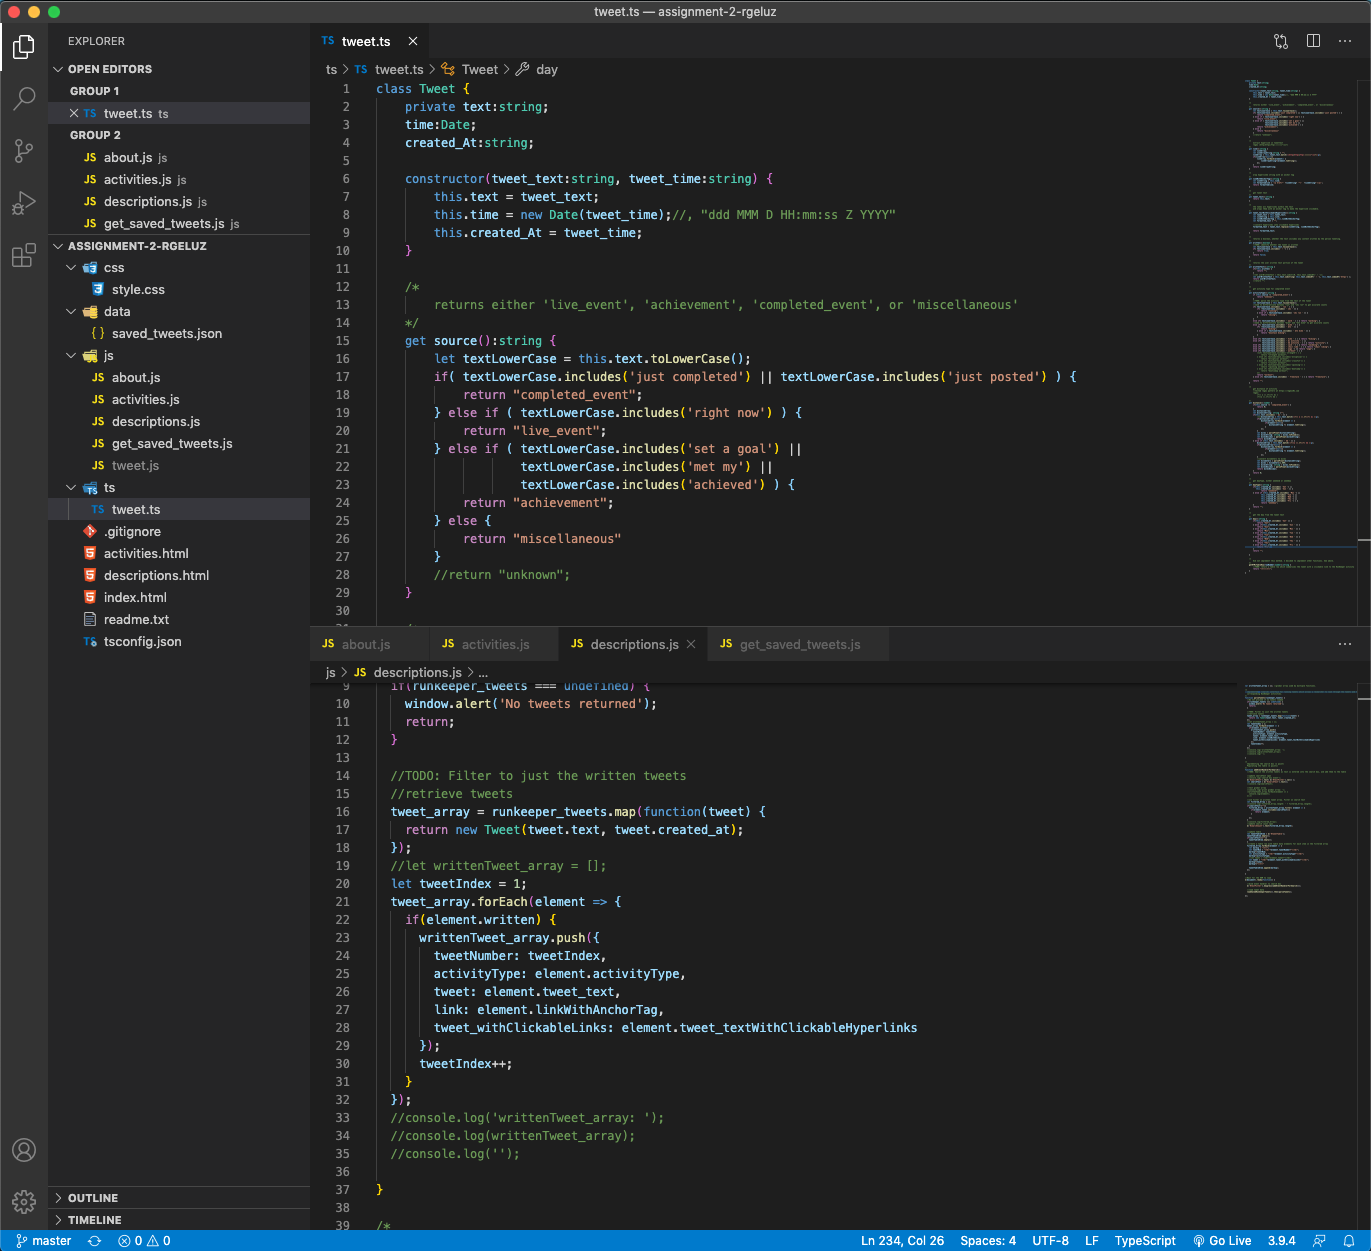 tweet.ts — assignment-2-rgeluz
EXPLORER
OPEN EDITORS
GROUP 1
TS tweet.ts ts
GROUP 2
JS about.js js
JS activities.js js
JS descriptions.js js
JS get_saved_tweets.js js
ASSIGNMENT-2-RGELUZ
css
style.css
data
{ } saved_tweets.json
js
JS about.js
JS activities.js
JS descriptions.js
JS get_saved_tweets.js
JS tweet.js
ts
TS tweet.ts
.gitignore
activities.html
descriptions.html
index.html
readme.txt
tsconfig.json
OUTLINE
TIMELINE
TS tweet.ts
ts > TS tweet.ts > Tweet > day
1 class Tweet {
2 private text:string;
3 time:Date;
4 created_At:string;
5
6 constructor(tweet_text:string, tweet_time:string) {
7 this.text = tweet_text;
8 this.time = new Date(tweet_time);//, "ddd MMM D HH:mm:ss Z YYYY"
9 this.created_At = tweet_time;
10 }
11
12 /*
13 returns either 'live_event', 'achievement', 'completed_event', or 'miscellaneous'
14 */
15 get source():string {
16 let textLowerCase = this.text.toLowerCase();
17 if( textLowerCase.includes('just completed') || textLowerCase.includes('just posted') ) {
18 return "completed_event";
19 } else if ( textLowerCase.includes('right now') ) {
20 return "live_event";
21 } else if ( textLowerCase.includes('set a goal') ||
22 textLowerCase.includes('met my') ||
23 textLowerCase.includes('achieved') ) {
24 return "achievement";
25 } else {
26 return "miscellaneous"
27 }
28 //return "unknown";
29 }
30
JS about.js JS activities.js JS descriptions.js JS get_saved_tweets.js
js > JS descriptions.js > ...
9 if(runkeeper_tweets === undefined) {
10 window.alert('No tweets returned');
11 return;
12 }
13
14 //TODO: Filter to just the written tweets
15 //retrieve tweets
16 tweet_array = runkeeper_tweets.map(function(tweet) {
17 return new Tweet(tweet.text, tweet.created_at);
18 });
19 //let writtenTweet_array = [];
20 let tweetIndex = 1;
21 tweet_array.forEach(element => {
22 if(element.written) {
23 writtenTweet_array.push({
24 tweetNumber: tweetIndex,
25 activityType: element.activityType,
26 tweet: element.tweet_text,
27 link: element.linkWithAnchorTag,
28 tweet_withClickableLinks: element.tweet_textWithClickableHyperlinks
29 });
30 tweetIndex++;
31 }
32 });
33 //console.log('writtenTweet_array: ');
34 //console.log(writtenTweet_array);
35 //console.log('');
36
37 }
38
39 /*
master 0 0 Ln 234, Col 26 Spaces: 4 UTF-8 LF TypeScript Go Live 3.9.4